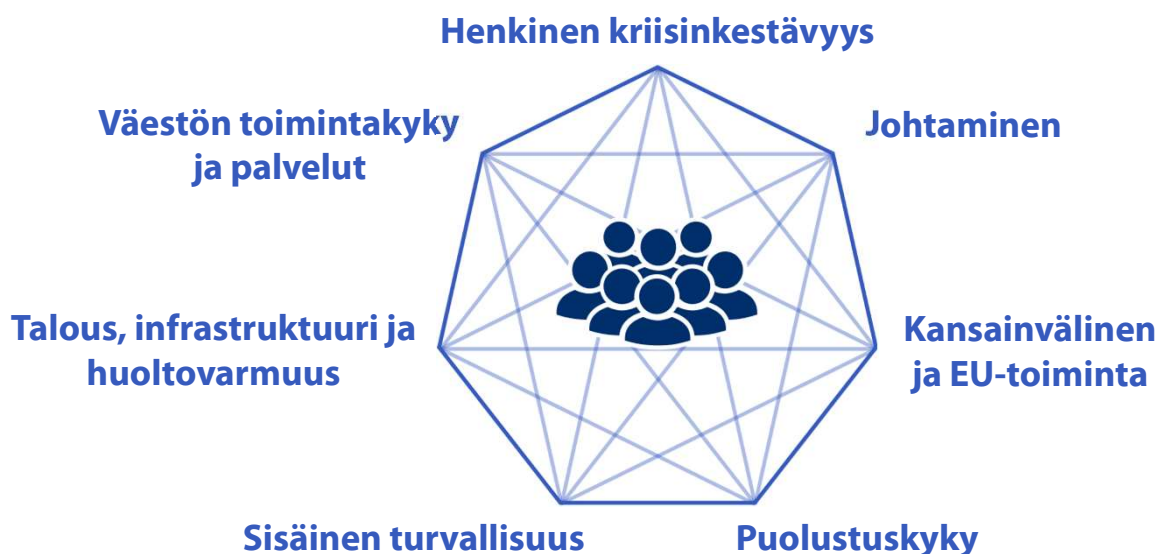 Henkinen kriisinkestävyys
Väestön toimintakyky
ja palvelut
Johtaminen
Talous, infrastruktuuri ja
huoltovarmuus
Kansainvälinen
ja EU-toiminta
Sisäinen turvallisuus
Puolustuskyky